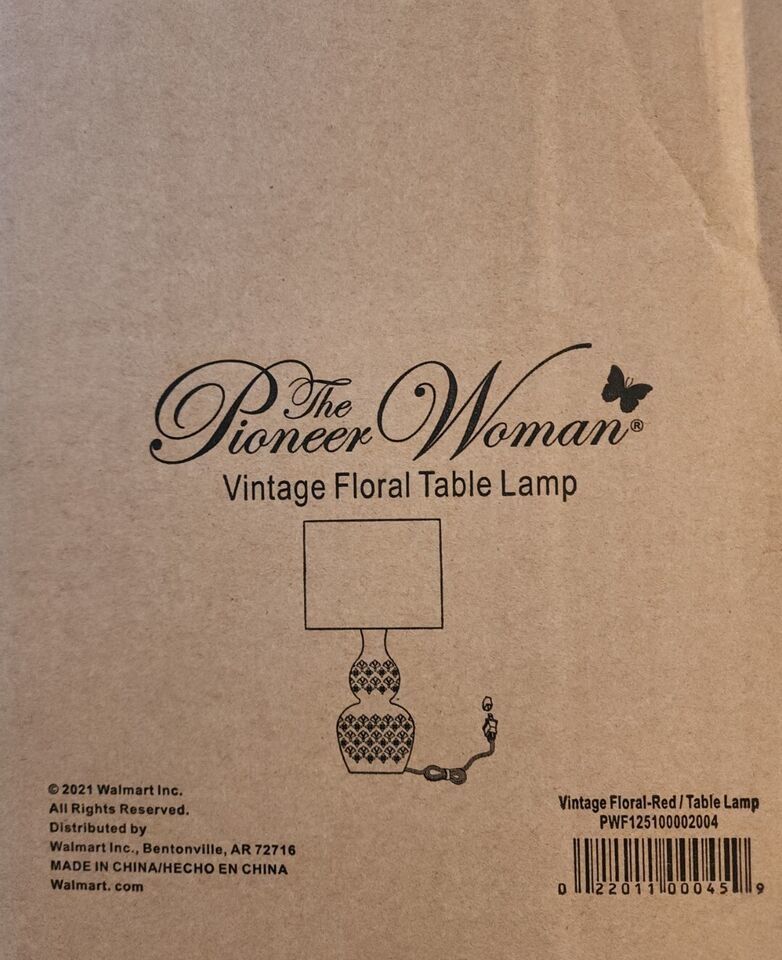 The Pioneer Woman®
Vintage Floral Table Lamp
© 2021 Walmart Inc.
All Rights Reserved.
Distributed by
Walmart Inc., Bentonville, AR 72716
MADE IN CHINA/HECHO EN CHINA
Walmart. com
Vintage Floral-Red / Table Lamp
PWF125100002004
0 22011 00045 9